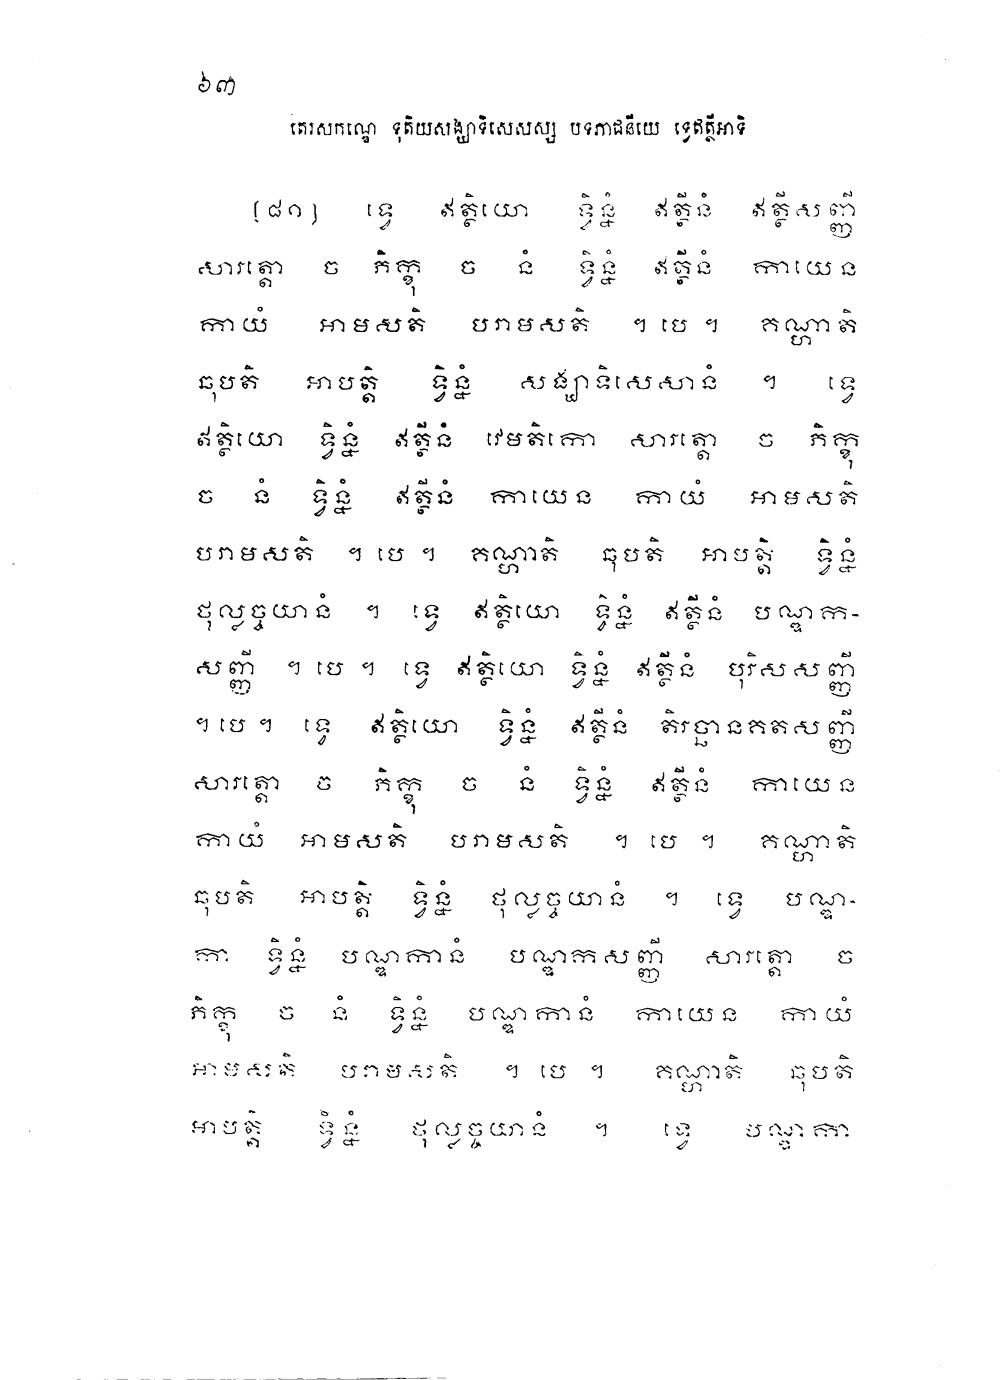 ៦៣
តេរសកណ្ឌេ ទុតិយសង្ឃាទិសេសស្ស បទភាជនីយេ ទ្វេឥត្ថីអាទិ
[៨១] ទ្វេ ឥត្ថិយោ ទ្វិន្នំ ឥត្ថីនំ ឥត្ថីសញ្ញី
សារត្តោ ច ភិក្ខុ ច នំ ទ្វិន្នំ ឥត្ថីនំ កាយេន
កាយំ អាមសតិ បរាមសតិ ។ បេ ។ គណ្ហាតិ
ឆុបតិ អាបត្តិ ទ្វិន្នំ សង្ឃាទិសេសានំ ។ ទ្វេ
ឥត្ថិយោ ទ្វិន្នំ ឥត្ថីនំ វេមតិកោ សារត្តោ ច ភិក្ខុ
ច នំ ទ្វិន្នំ ឥត្ថីនំ កាយេន កាយំ អាមសតិ
បរាមសតិ ។ បេ ។ គណ្ហាតិ ឆុបតិ អាបត្តិ ទ្វិន្នំ
ថុល្លច្ចយានំ ។ ទ្វេ ឥត្ថិយោ ទ្វិន្នំ ឥត្ថីនំ បណ្ឌក-
សញ្ញី ។ បេ ។ ទ្វេ ឥត្ថិយោ ទ្វិន្នំ ឥត្ថីនំ បុរិសសញ្ញី
។ បេ ។ ទ្វេ ឥត្ថិយោ ទ្វិន្នំ ឥត្ថីនំ តិរច្ឆានគតសញ្ញី
សារត្តោ ច ភិក្ខុ ច នំ ទ្វិន្នំ ឥត្ថីនំ កាយេន
កាយំ អាមសតិ បរាមសតិ ។ បេ ។ គណ្ហាតិ
ឆុបតិ អាបត្តិ ទ្វិន្នំ ថុល្លច្ចយានំ ។ ទ្វេ បណ្ឌ-
កា ទ្វិន្នំ បណ្ឌកានំ បណ្ឌកសញ្ញី សារត្តោ ច
ភិក្ខុ ច នំ ទ្វិន្នំ បណ្ឌកានំ កាយេន កាយំ
អាមសតិ បរាមសតិ ។ បេ ។ គណ្ហាតិ ឆុបតិ
អាបត្តិ ទ្វិន្នំ ថុល្លច្ចយានំ ។ ទ្វេ បណ្ឌកា